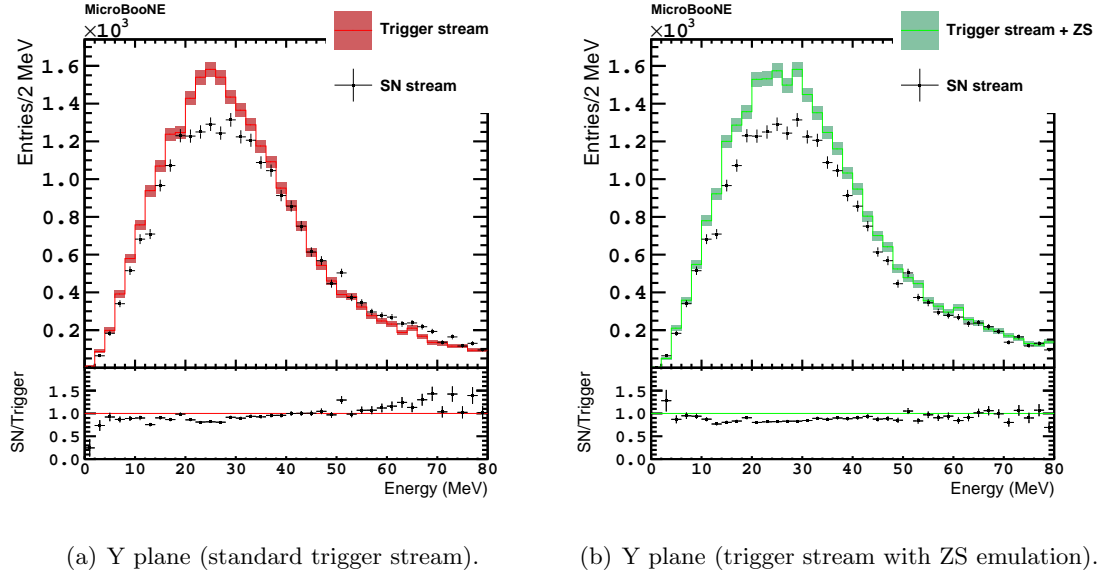 MicroBooNE
×10³
Trigger stream
SN stream
Entries/2 MeV
1.6
1.4
1.2
1.0
0.8
0.6
0.4
0.2
SN/Trigger
1.5
1.0
0.5
0.0
0 10 20 30 40 50 60 70 80
Energy (MeV)
(a) Y plane (standard trigger stream).
MicroBooNE
×10³
Trigger stream + ZS
SN stream
Entries/2 MeV
1.6
1.4
1.2
1.0
0.8
0.6
0.4
0.2
SN/Trigger
1.5
1.0
0.5
0.0
0 10 20 30 40 50 60 70 80
Energy (MeV)
(b) Y plane (trigger stream with ZS emulation).